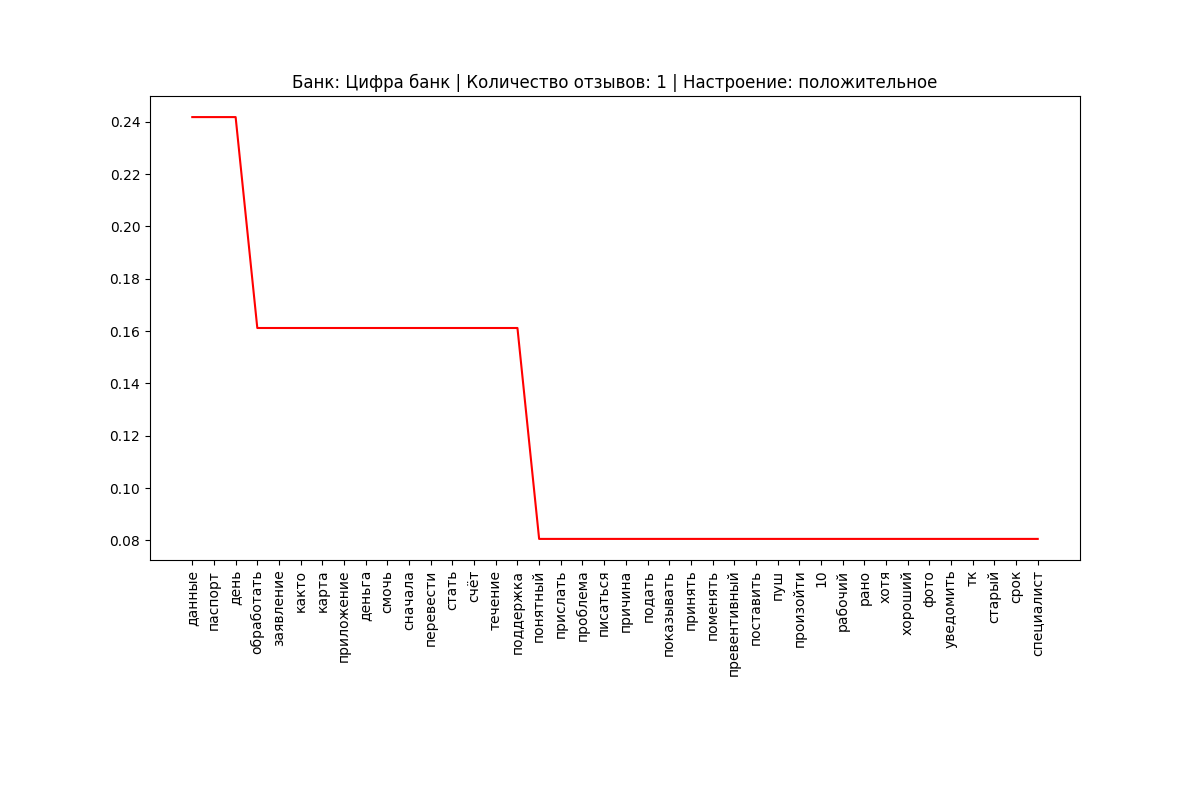 Банк: Цифра банк | Количество отзывов: 1 | Настроение: положительное
0.24
0.22
0.20
0.18
0.16
0.14
0.12
0.10
0.08
данные
паспорт
день
обработать
заявление
както
карта
приложение
деньга
смочь
сначала
перевести
стать
счёт
течение
поддержка
понятный
прислать
проблема
писаться
причина
подать
показывать
принять
поменять
превентивный
поставить
пуш
произойти
10
рабочий
рано
хотя
хороший
фото
уведомить
тк
старый
срок
специалист